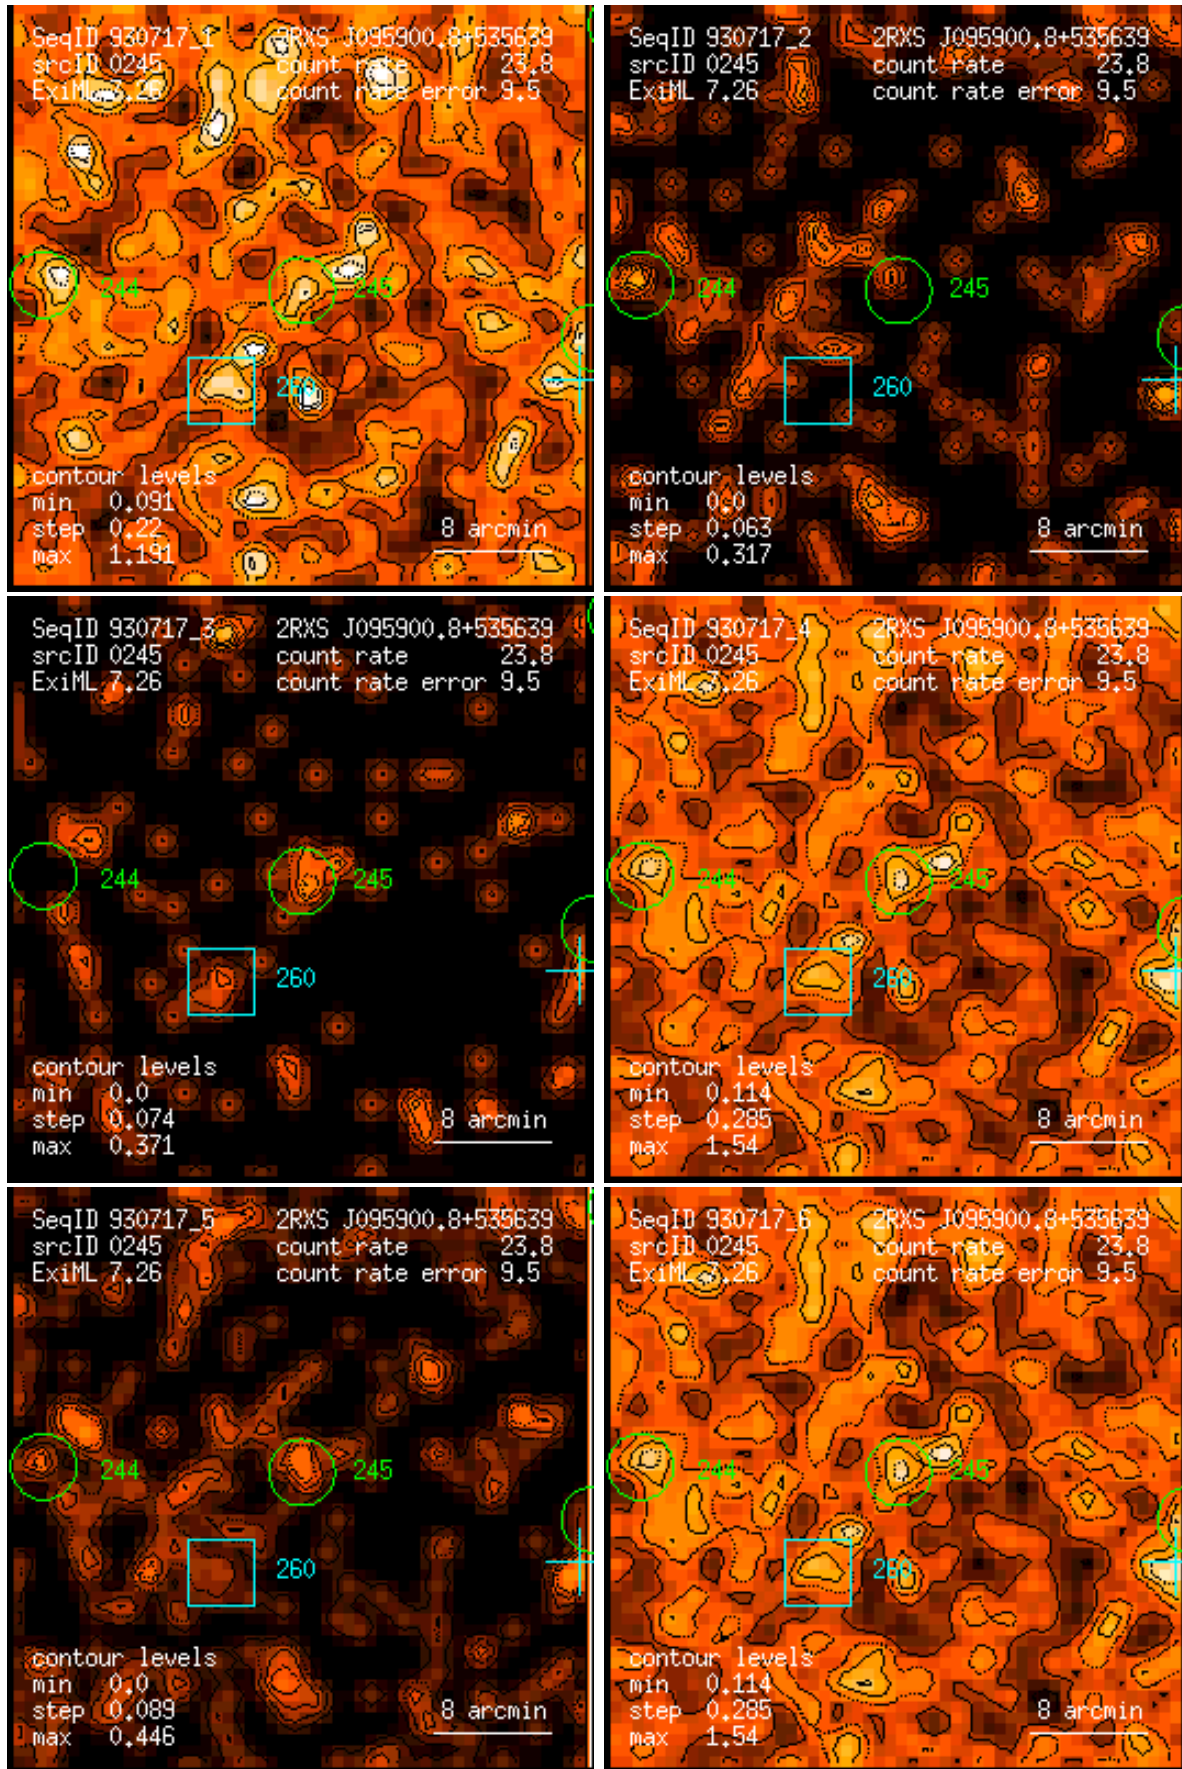 SeqID 930717_1 2RXS J095900.8+535639
srcID 0245 count rate 23.8
ExiML 7.26 count rate error 9.5
244 245
260
contour levels
min 0.091
step 0.22 8 arcmin
max 1.191
SeqID 930717_2 2RXS J095900.8+535639
srcID 0245 count rate 23.8
ExiML 7.26 count rate error 9.5
244 245
260
contour levels
min 0.0
step 0.063 8 arcmin
max 0.317
SeqID 930717_3 2RXS J095900.8+535639
srcID 0245 count rate 23.8
ExiML 7.26 count rate error 9.5
244 245
260
contour levels
min 0.0
step 0.074 8 arcmin
max 0.371
SeqID 930717_4 2RXS J095900.8+535639
srcID 0245 count rate 23.8
ExiML 7.26 count rate error 9.5
244 245
260
contour levels
min 0.114
step 0.285 8 arcmin
max 1.54
SeqID 930717_5 2RXS J095900.8+535639
srcID 0245 count rate 23.8
ExiML 7.26 count rate error 9.5
244 245
260
contour levels
min 0.0
step 0.089 8 arcmin
max 0.446
SeqID 930717_6 2RXS J095900.8+535639
srcID 0245 count rate 23.8
ExiML 7.26 count rate error 9.5
244 245
260
contour levels
min 0.114
step 0.285 8 arcmin
max 1.54